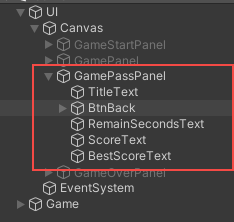 UI
Canvas
GameStartPanel
GamePanel
GamePassPanel
TitleText
BtnBack
RemainSecondsText
ScoreText
BestScoreText
GameOverPanel
EventSystem
Game